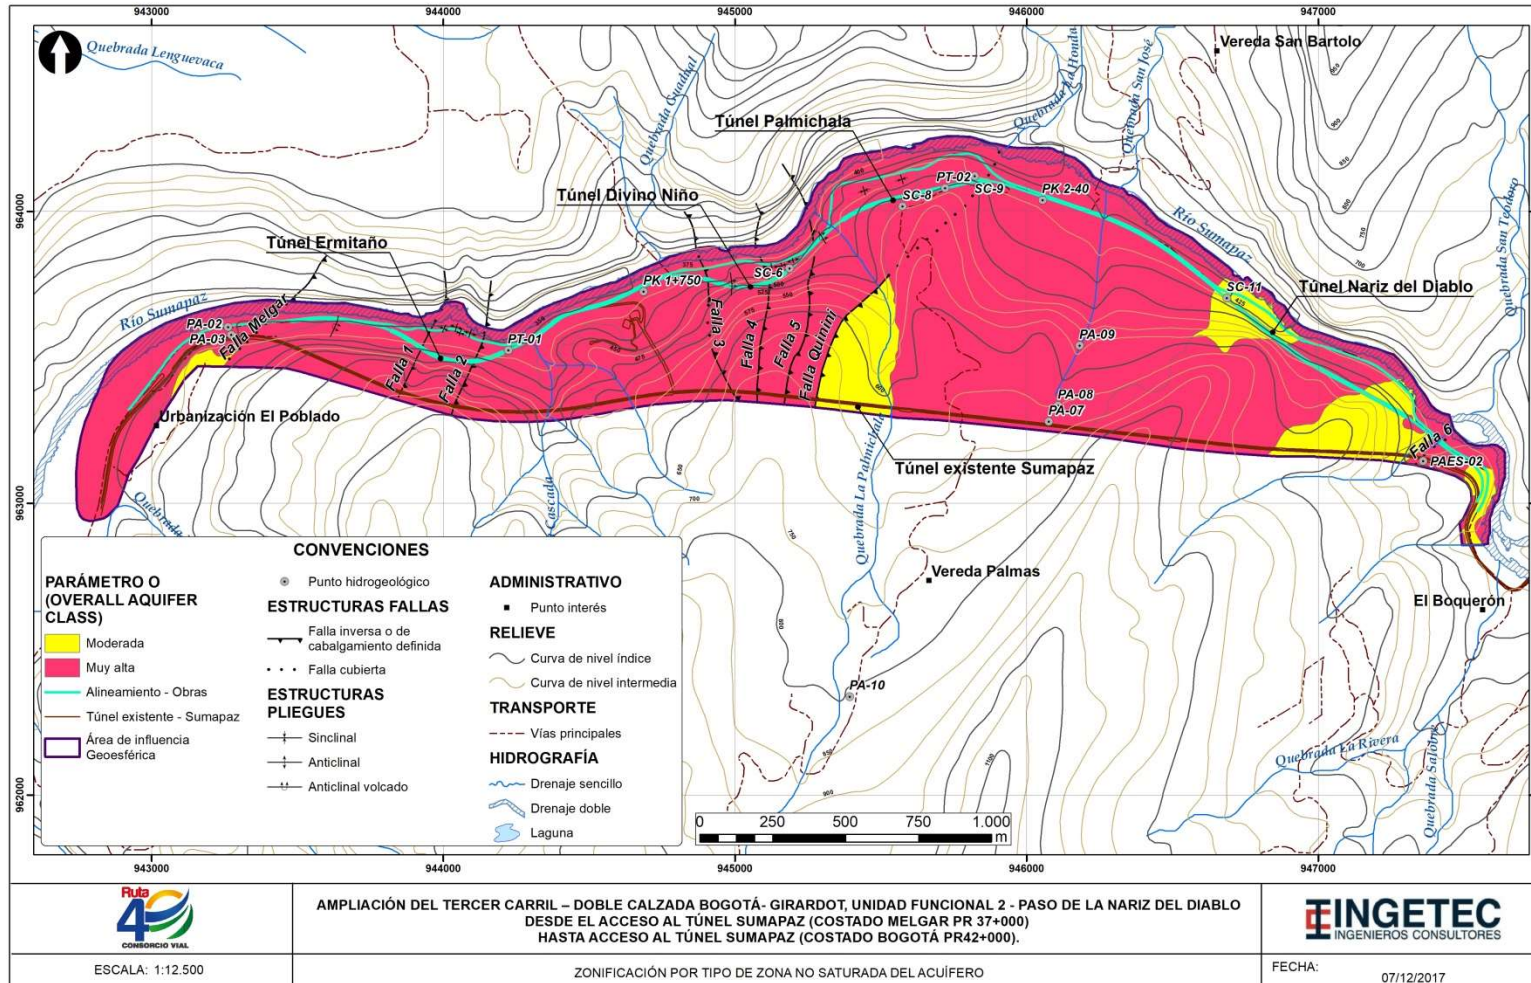 943000
944000
945000
946000
947000
Quebrada Lenguevaca
Quebrada Guadual
Quebrada La Honda
Quebrada San José
Vereda San Bartolo
Túnel Palmichala
Quebrada San Teodoro
964000
964000
Túnel Divino Niño
PT-02
SC-8
SC-9
PK 2-40
Túnel Ermitaño
Río Sumapaz
SC-6
PK 1+750
SC-11
Túnel Nariz del Diablo
Río Sumapaz
PA-02
PA-03
Falla Melgar
PT-01
Falla 1
Falla 2
Falla 3
Falla 4
Falla 5
Falla Quinini
PA-09
PA-08
PA-07
Urbanización El Poblado
Falla 6
PAES-02
Túnel existente Sumapaz
Quebrada La Palmichala
Cascada
Quebrada
963000
963000
Vereda Palmas
El Boquerón
PA-10
Quebrada La Rivera
Quebrada Salobre
962000
962000
CONVENCIONES
PARÁMETRO O
(OVERALL AQUIFER
CLASS)
Moderada
Muy alta
Alineamiento - Obras
Túnel existente - Sumapaz
Área de influencia
Geoesférica
Punto hidrogeológico
ESTRUCTURAS FALLAS
Falla inversa o de
cabalgamiento definida
Falla cubierta
ESTRUCTURAS
PLIEGUES
Sinclinal
Anticlinal
Anticlinal volcado
ADMINISTRATIVO
Punto interés
RELIEVE
Curva de nivel índice
Curva de nivel intermedia
TRANSPORTE
Vías principales
HIDROGRAFÍA
Drenaje sencillo
Drenaje doble
Laguna
0 250 500 750 1.000
m
943000
944000
945000
946000
947000
Ruta
40
CONSORCIO VIAL
ESCALA: 1:12.500
AMPLIACIÓN DEL TERCER CARRIL – DOBLE CALZADA BOGOTÁ- GIRARDOT, UNIDAD FUNCIONAL 2 - PASO DE LA NARIZ DEL DIABLO
DESDE EL ACCESO AL TÚNEL SUMAPAZ (COSTADO MELGAR PR 37+000)
HASTA ACCESO AL TÚNEL SUMAPAZ (COSTADO BOGOTÁ PR42+000).
ZONIFICACIÓN POR TIPO DE ZONA NO SATURADA DEL ACUÍFERO
INGETEC
INGENIEROS CONSULTORES
FECHA:
07/12/2017